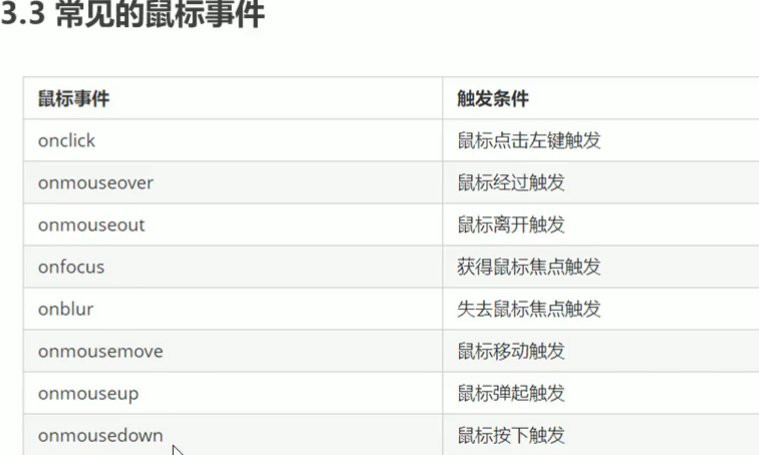 3.3 常见的鼠标事件
鼠标事件 触发条件
onclick 鼠标点击左键触发
onmouseover 鼠标经过触发
onmouseout 鼠标离开触发
onfocus 获得鼠标焦点触发
onblur 失去鼠标焦点触发
onmousemove 鼠标移动触发
onmouseup 鼠标弹起触发
onmousedown 鼠标按下触发